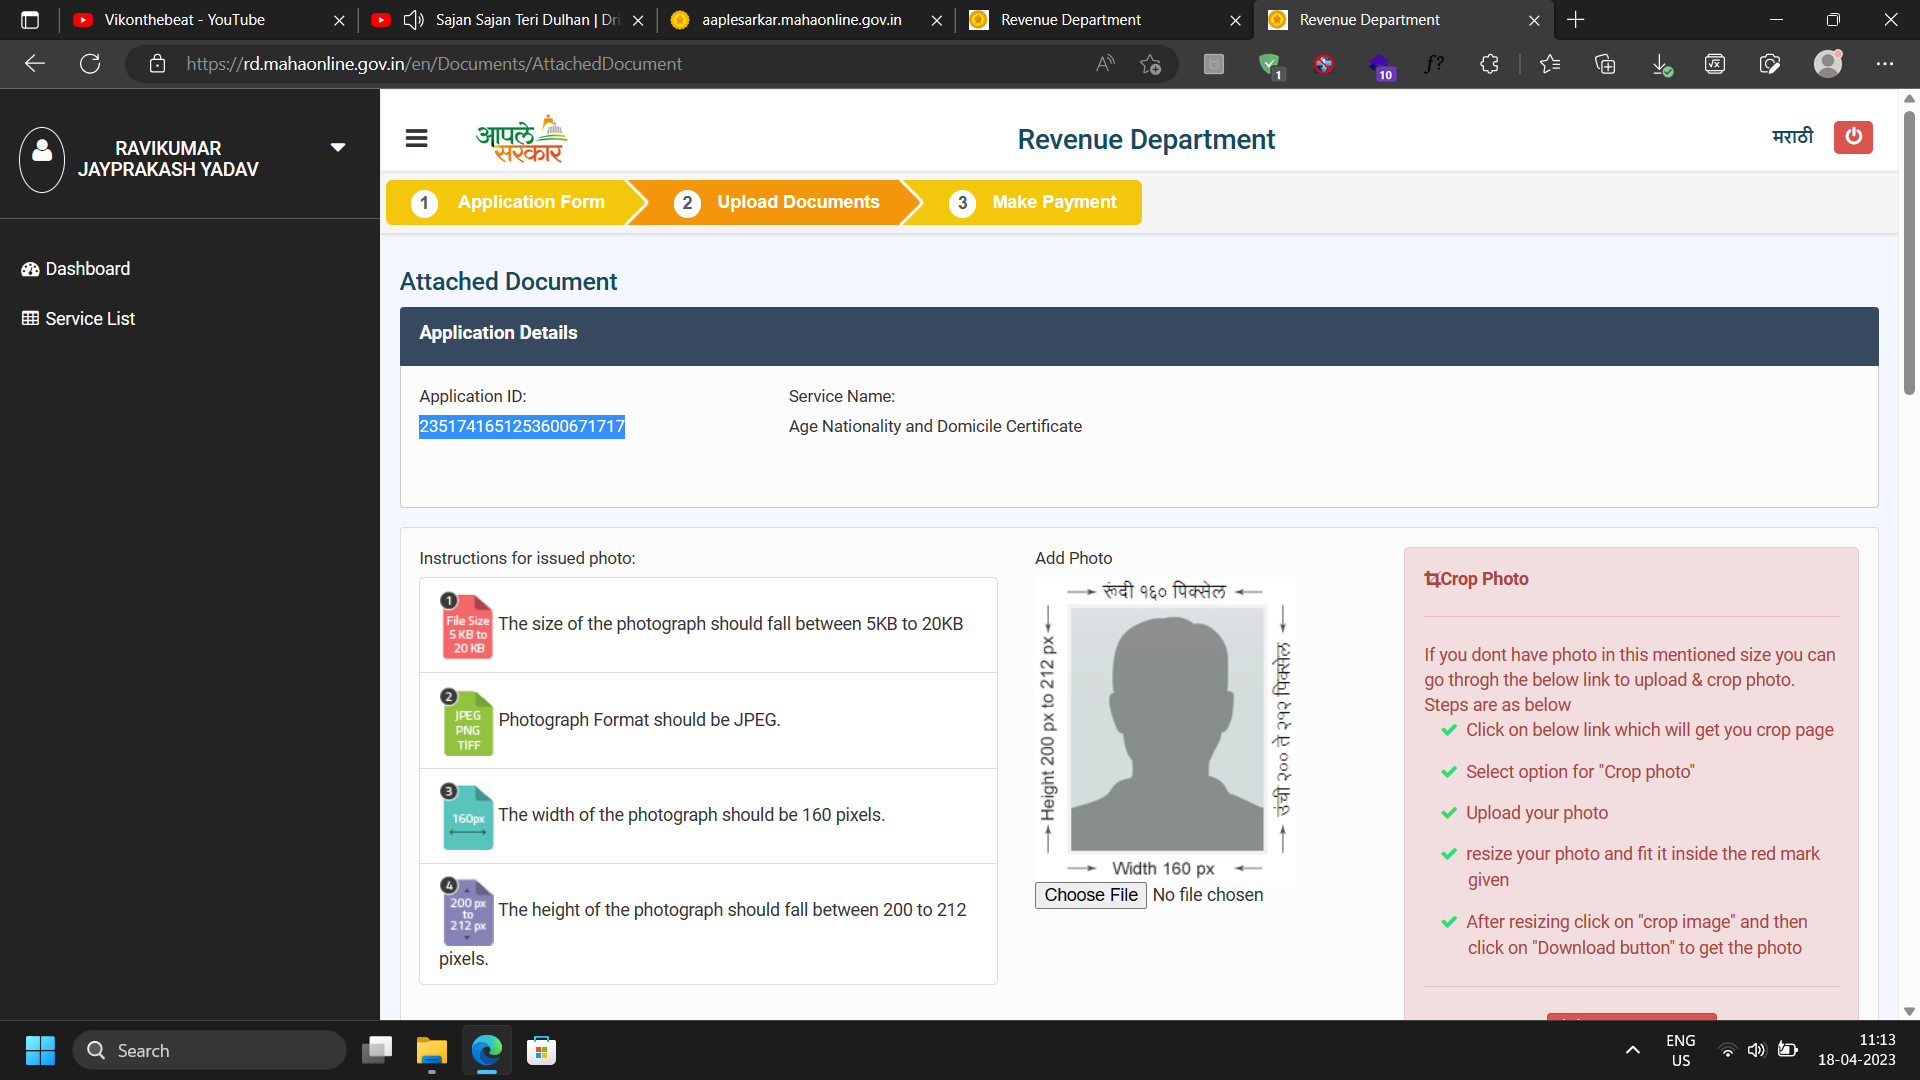 Vikonthebeat - YouTube
Sajan Sajan Teri Dulhan | Dri
aaplesarkar.mahaonline.gov.in
Revenue Department
Revenue Department
https://rd.mahaonline.gov.in/en/Documents/AttachedDocument
1
10
f?
RAVIKUMAR
JAYPRAKASH YADAV
Dashboard
Service List
आपले
सरकार
Revenue Department
मराठी
1 Application Form
2 Upload Documents
3 Make Payment
Attached Document
Application Details
Application ID:
2351741651253600671717
Service Name:
Age Nationality and Domicile Certificate
Instructions for issued photo:
1
File Size
5 KB to
20 KB
The size of the photograph should fall between 5KB to 20KB
2
JPEG
PNG
TIFF
Photograph Format should be JPEG.
3
160px
The width of the photograph should be 160 pixels.
4
200 px
to
212 px
The height of the photograph should fall between 200 to 212
pixels.
Add Photo
रूंदी १६० पिक्सेल
Height 200 px to 212 px
उंची २०० ते २१२ पिक्सेल
Width 160 px
Choose File No file chosen
Crop Photo
If you dont have photo in this mentioned size you can
go throgh the below link to upload & crop photo.
Steps are as below
Click on below link which will get you crop page
Select option for "Crop photo"
Upload your photo
resize your photo and fit it inside the red mark
given
After resizing click on "crop image" and then
click on "Download button" to get the photo
Search
ENG
US
11:13
18-04-2023